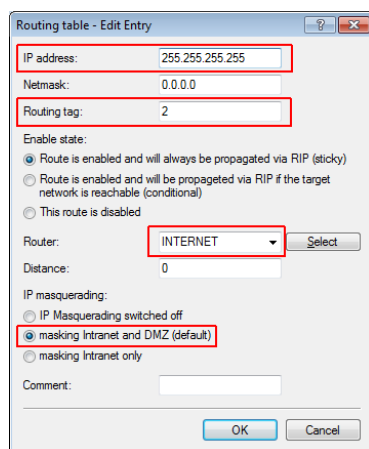 Routing table - Edit Entry
IP address: 255.255.255.255
Netmask: 0.0.0.0
Routing tag: 2
Enable state:
Route is enabled and will always be propagated via RIP (sticky)
Route is enabled and will be propageted via RIP if the target
network is reachable (conditional)
This route is disabled
Router: INTERNET Select
Distance: 0
IP masquerading:
IP Masquerading switched off
masking Intranet and DMZ (default)
masking Intranet only
Comment:
OK Cancel